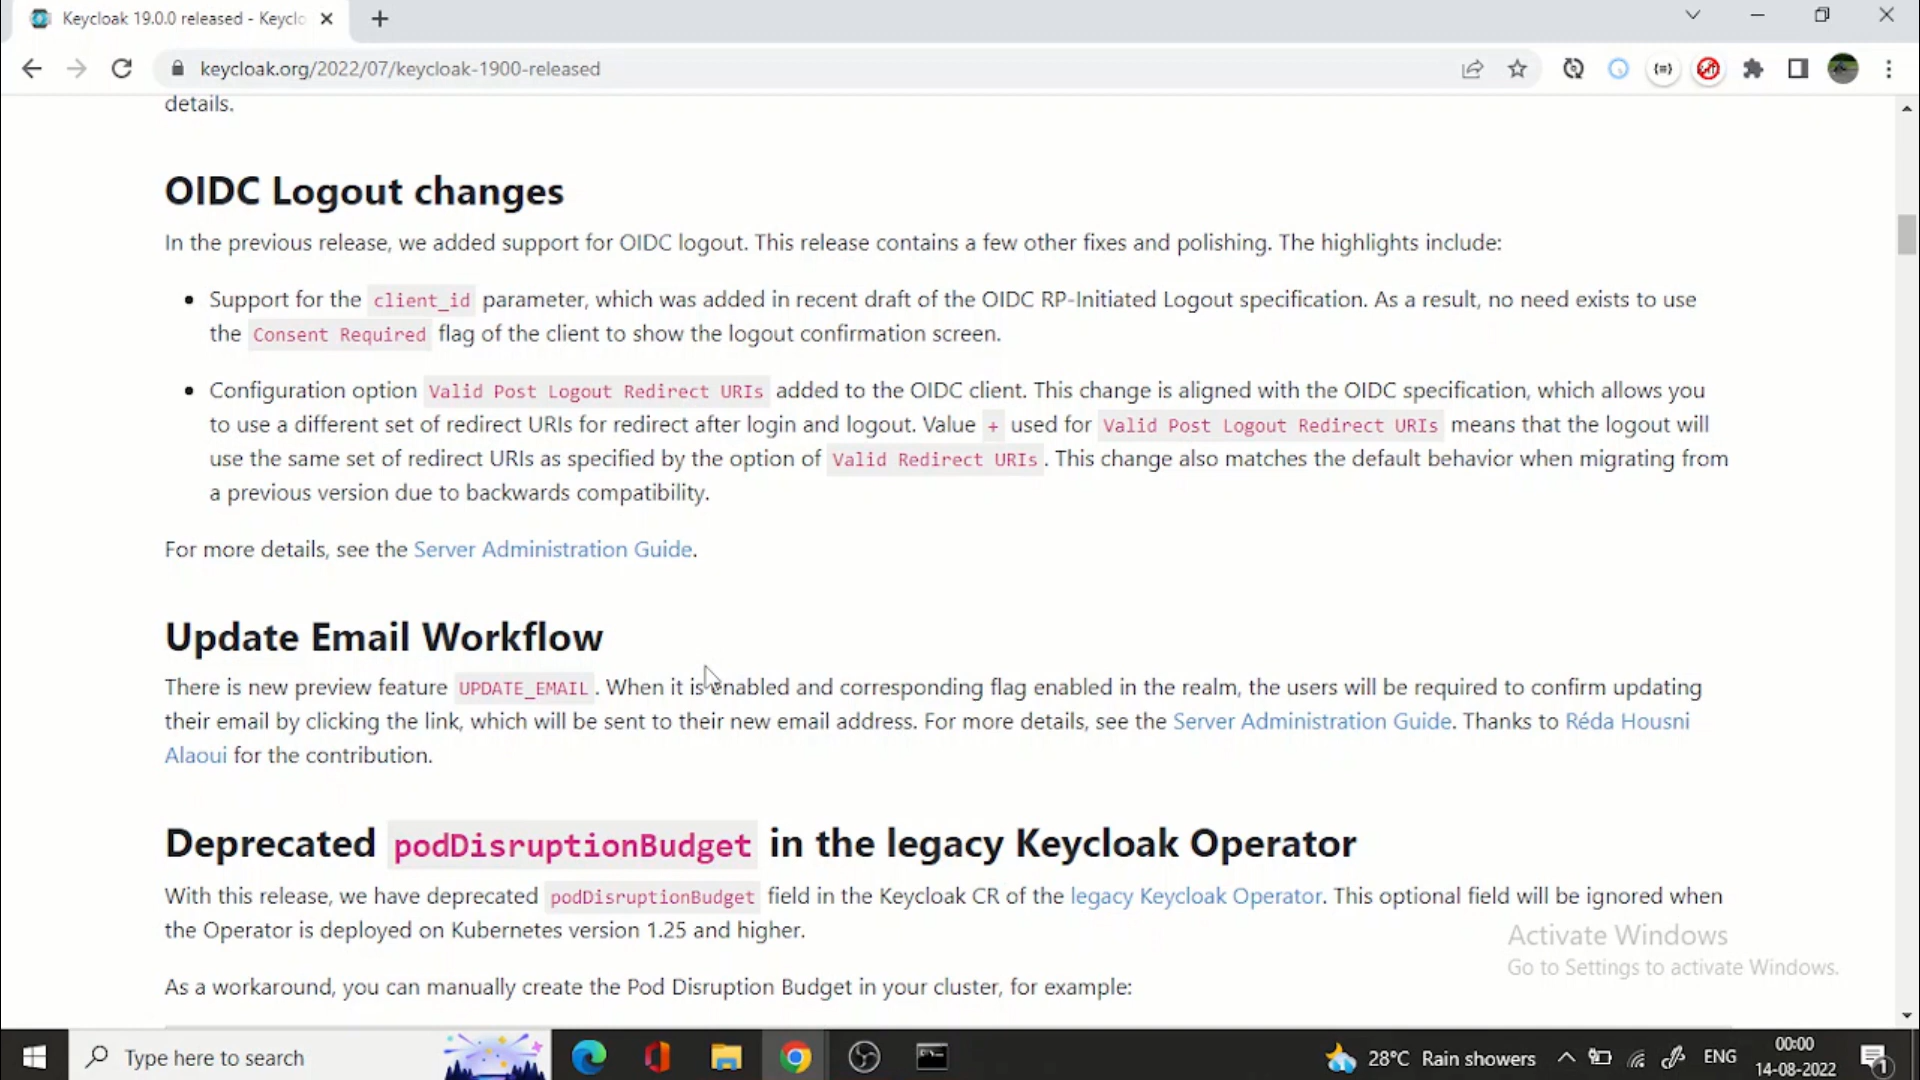 Keycloak 19.0.0 released - Keyclo
keycloak.org/2022/07/keycloak-1900-released
details.
OIDC Logout changes
In the previous release, we added support for OIDC logout. This release contains a few other fixes and polishing. The highlights include:
Support for the client_id parameter, which was added in recent draft of the OIDC RP-Initiated Logout specification. As a result, no need exists to use
the Consent Required flag of the client to show the logout confirmation screen.
Configuration option Valid Post Logout Redirect URIs added to the OIDC client. This change is aligned with the OIDC specification, which allows you
to use a different set of redirect URIs for redirect after login and logout. Value + used for Valid Post Logout Redirect URIs means that the logout will
use the same set of redirect URIs as specified by the option of Valid Redirect URIs. This change also matches the default behavior when migrating from
a previous version due to backwards compatibility.
For more details, see the Server Administration Guide.
Update Email Workflow
There is new preview feature UPDATE_EMAIL. When it is enabled and corresponding flag enabled in the realm, the users will be required to confirm updating
their email by clicking the link, which will be sent to their new email address. For more details, see the Server Administration Guide. Thanks to Réda Housni
Alaoui for the contribution.
Deprecated podDisruptionBudget in the legacy Keycloak Operator
With this release, we have deprecated podDisruptionBudget field in the Keycloak CR of the legacy Keycloak Operator. This optional field will be ignored when
the Operator is deployed on Kubernetes version 1.25 and higher.
As a workaround, you can manually create the Pod Disruption Budget in your cluster, for example:
Activate Windows
Go to Settings to activate Windows.
Type here to search
28°C Rain showers
ENG
00:00
14-08-2022
1